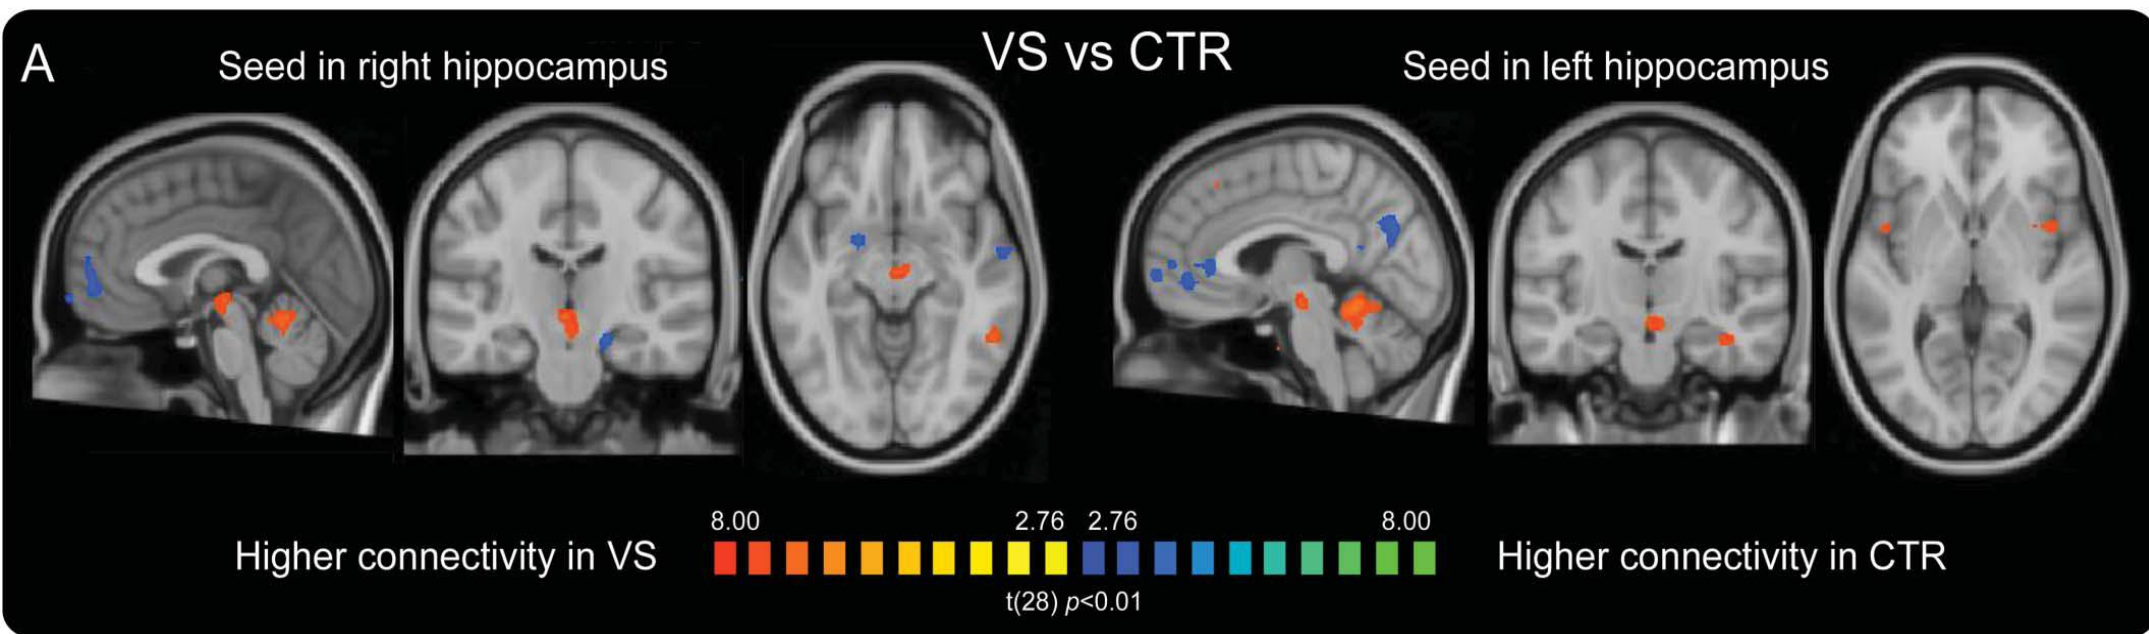 A
VS vs CTR
Seed in right hippocampus
Seed in left hippocampus
8.00 2.76 2.76 8.00
Higher connectivity in VS
Higher connectivity in CTR
t(28) p<0.01